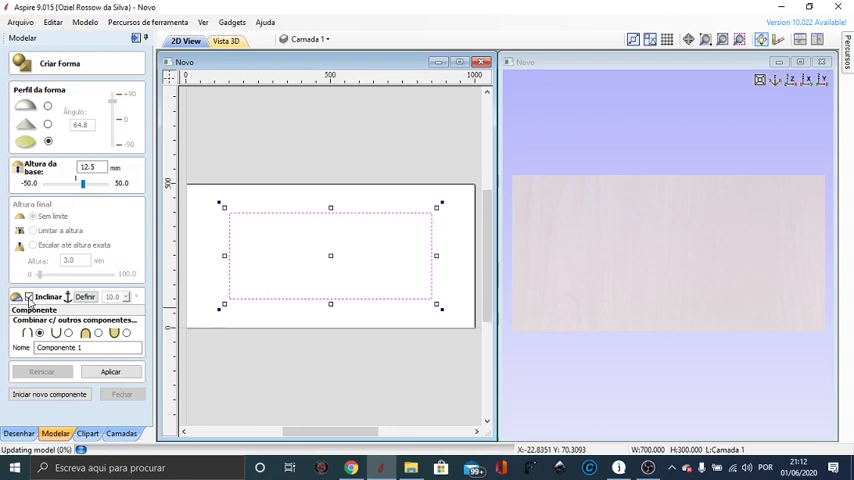 Aspire 9.015 (Oziel Rossow da Silva) - Novo
Arquivo Editar Modelo Percursos de ferramenta Ver Gadgets Ajuda
Version 10.022 Available!
Modelar
2D View Vista 3D Camada 1
Criar Forma
Novo
Novo
0 500 1000
Perfil da forma
Ângulo:
64.8
+90
0
-90
Altura da base:
12.5 mm
-50.0 50.0
500
0
Altura final
Sem limite
Limitar a altura
Escalar até altura exata
Altura: 3.0 mm
0 100.0
Inclinar Definir 10.0 °
Componente
Combinar c/ outros componentes...
Nome Componente 1
Reiniciar Aplicar
Iniciar novo componente Fechar
Desenhar Modelar Clipart Camadas
Percursos
Updating model (0%)
X:-22.8351 Y: 70.3093 W:700.000 H:300.000 L:Camada 1
Escreva aqui para procurar
99+
POR
21:12
01/06/2020